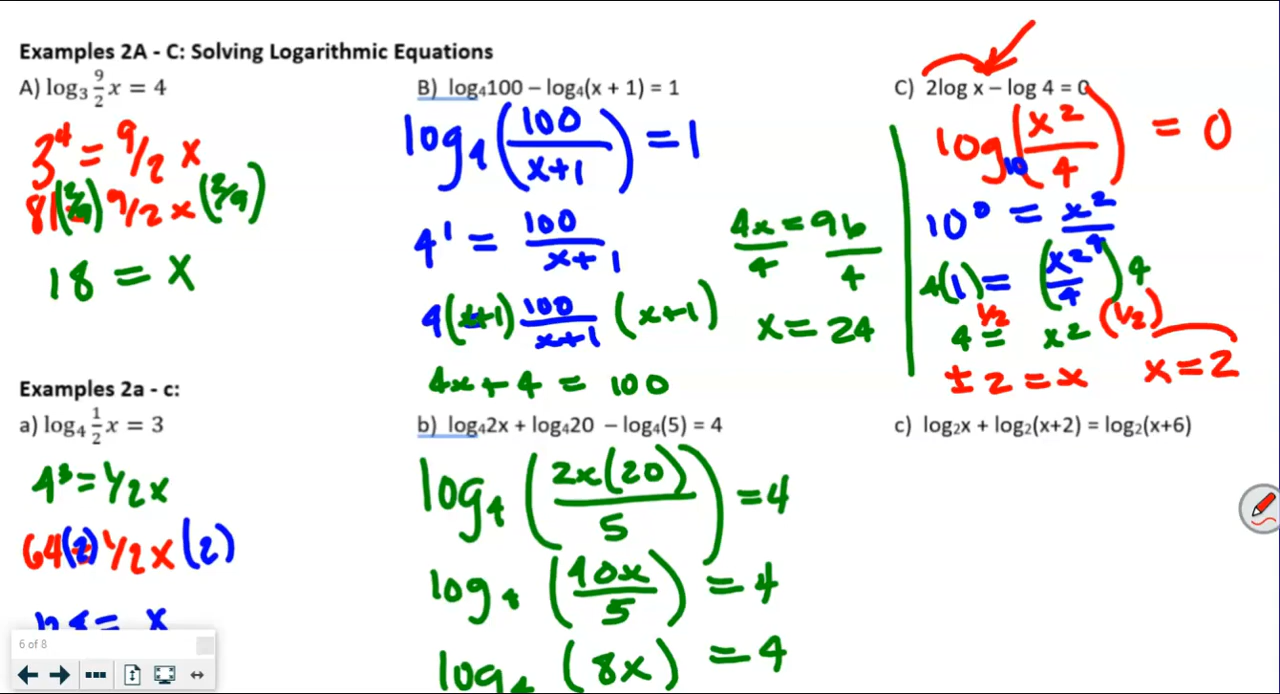 Examples 2A - C: Solving Logarithmic Equations
A) log₃ 9/2 x = 4
3⁴ = 9/2 x
81(2/9) = 9/2 x (2/9)
18 = x
B) log₄100 – log₄(x + 1) = 1
log₄(100/(x+1)) = 1
4¹ = 100/(x+1)
4(x+1) = 100/(x+1) (x+1)
4x + 4 = 100
4x/4 = 96/4
x = 24
C) 2log x – log 4 = 0
log₁₀(x²/4) = 0
10⁰ = x²/4
4(1) = (x²/4)4
4^(1/2) = x² (1/2)
± 2 = x
x = 2
Examples 2a - c:
a) log₄ 1/2 x = 3
4³ = 1/2 x
64(2) = 1/2 x (2)
128 = x
b) log₄2x + log₄20 – log₄(5) = 4
log₄(2x(20)/5) = 4
log₄(40x/5) = 4
log₄(8x) = 4
c) log₂x + log₂(x+2) = log₂(x+6)
6 of 8